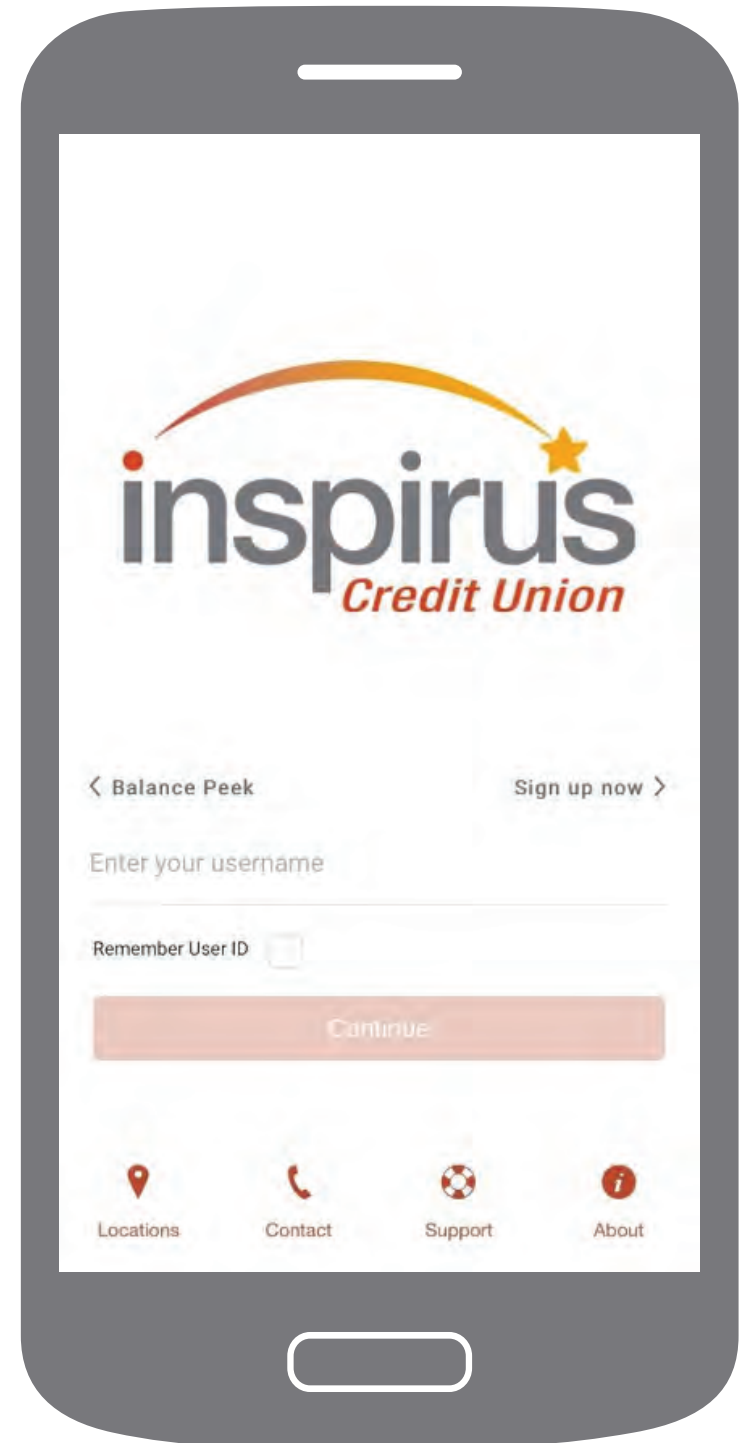 inspirus
Credit Union
Balance Peek
Sign up now
Enter your username
Remember User ID
Continue
Locations
Contact
Support
About